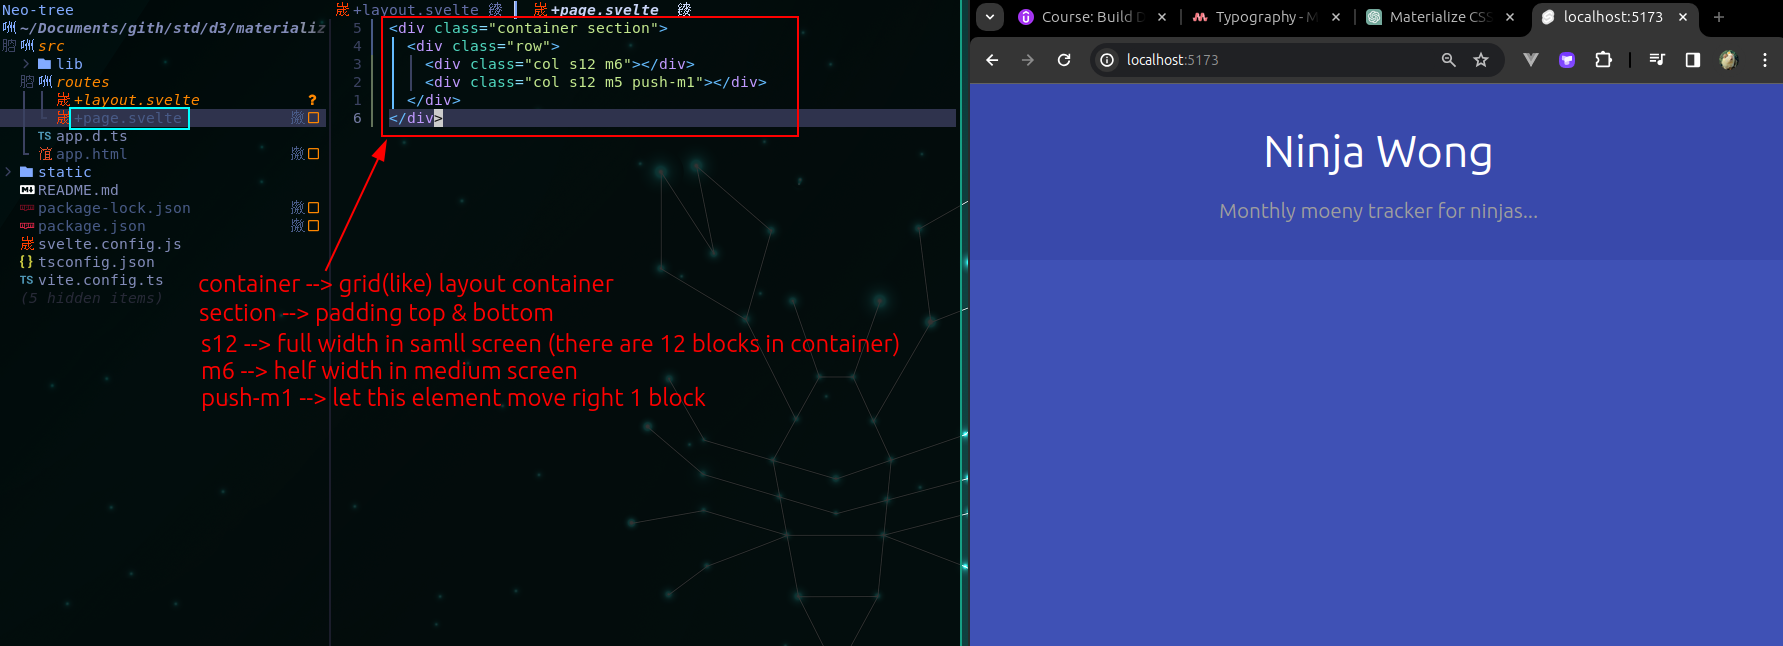 Neo-tree
~/Documents/gith/std/d3/materializ
src
lib
routes
+layout.svelte ?
+page.svelte
TS app.d.ts
app.html
static
README.md
package-lock.json
package.json
svelte.config.js
{} tsconfig.json
TS vite.config.ts
(5 hidden items)
+layout.svelte +page.svelte
5 <div class="container section">
4 <div class="row">
3 <div class="col s12 m6"></div>
2 <div class="col s12 m5 push-m1"></div>
1 </div>
6 </div>
container --> grid(like) layout container
section --> padding top & bottom
s12 --> full width in samll screen (there are 12 blocks in container)
m6 --> helf width in medium screen
push-m1 --> let this element move right 1 block
Course: Build D
Typography - M
Materialize CSS
localhost:5173
localhost:5173
Ninja Wong
Monthly moeny tracker for ninjas...